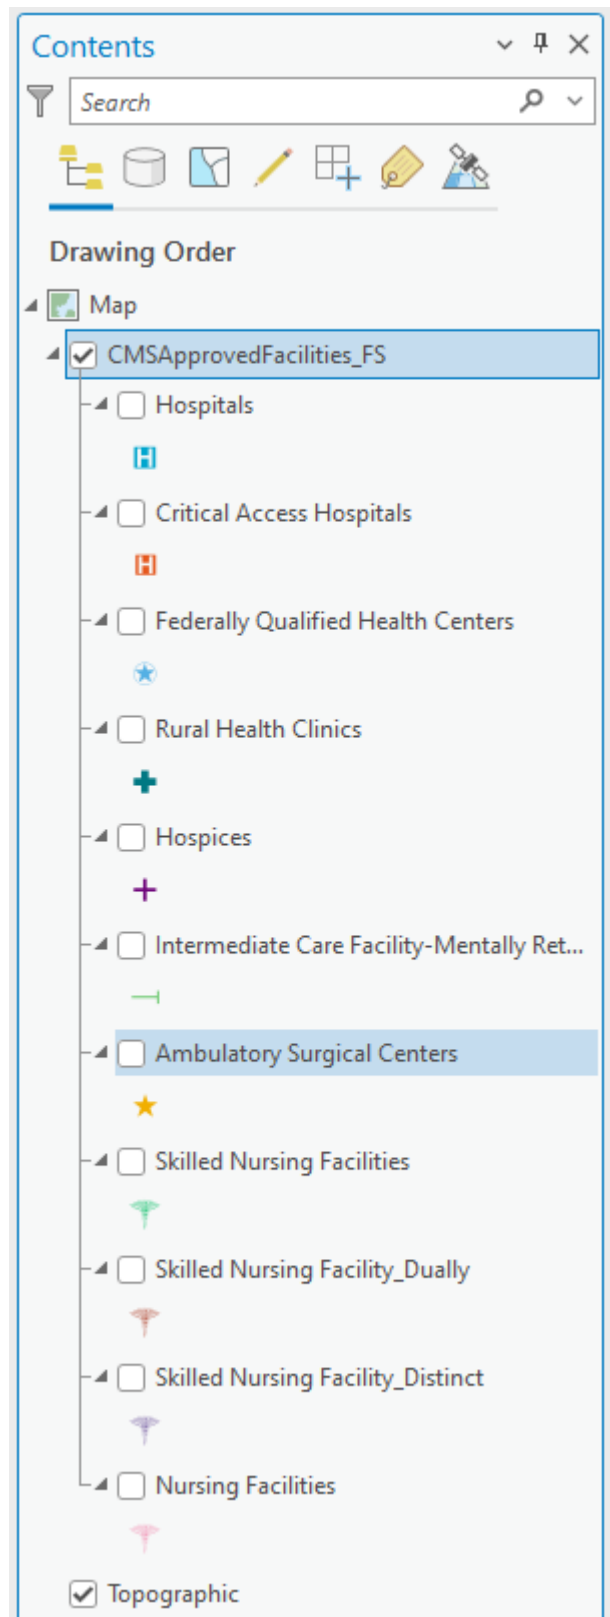 Contents
Search
Drawing Order
Map
CMSApprovedFacilities_FS
Hospitals
H
Critical Access Hospitals
H
Federally Qualified Health Centers
Rural Health Clinics
Hospices
Intermediate Care Facility-Mentally Ret...
Ambulatory Surgical Centers
Skilled Nursing Facilities
Skilled Nursing Facility_Dually
Skilled Nursing Facility_Distinct
Nursing Facilities
Topographic